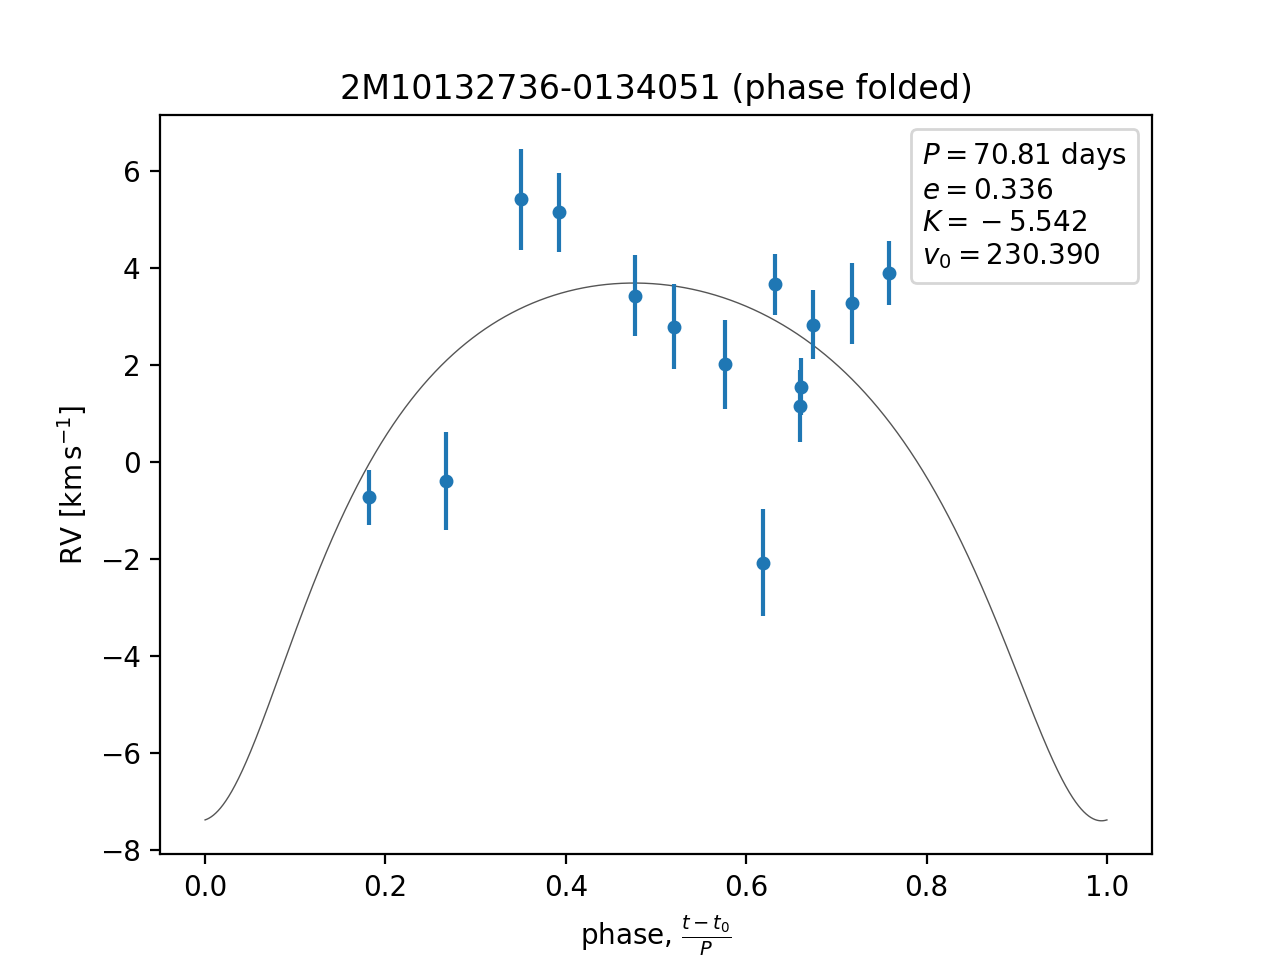 2M10132736-0134051 (phase folded)
P = 70.81 days
e = 0.336
K = −5.542
v₀ = 230.390
6
4
2
0
−2
−4
−6
−8
RV [km s⁻¹]
0.0 0.2 0.4 0.6 0.8 1.0
phase, (t − t₀)/P